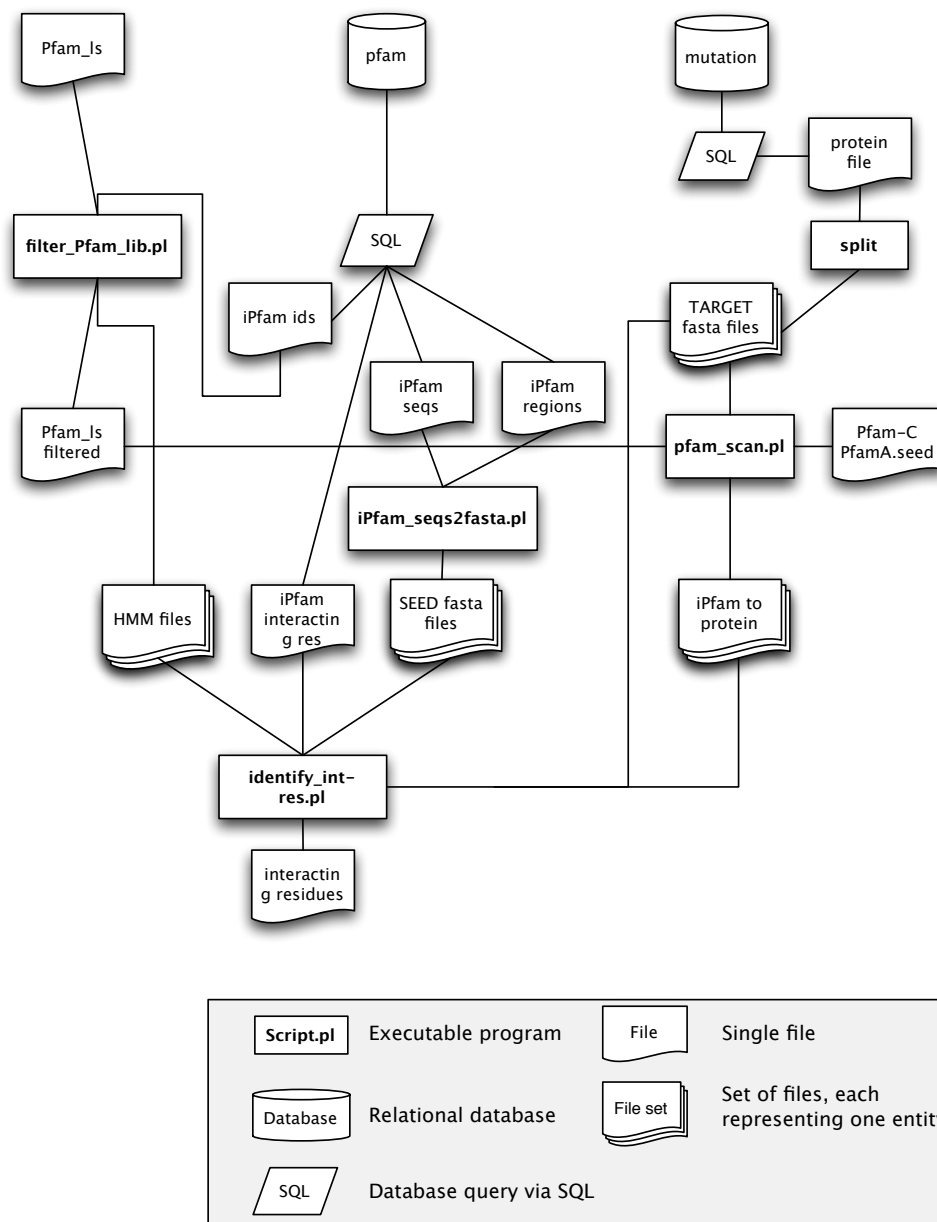 Pfam_ls
pfam
mutation
SQL
protein
file
filter_Pfam_lib.pl
SQL
split
iPfam ids
TARGET
fasta files
iPfam
seqs
iPfam
regions
Pfam_ls
filtered
pfam_scan.pl
Pfam-C
PfamA.seed
iPfam_seqs2fasta.pl
HMM files
iPfam
interactin
g res
SEED fasta
files
iPfam to
protein
identify_int-
res.pl
interactin
g residues
Script.pl
Executable program
File
Single file
Database
Relational database
File set
Set of files, each
representing one entit
SQL
Database query via SQL